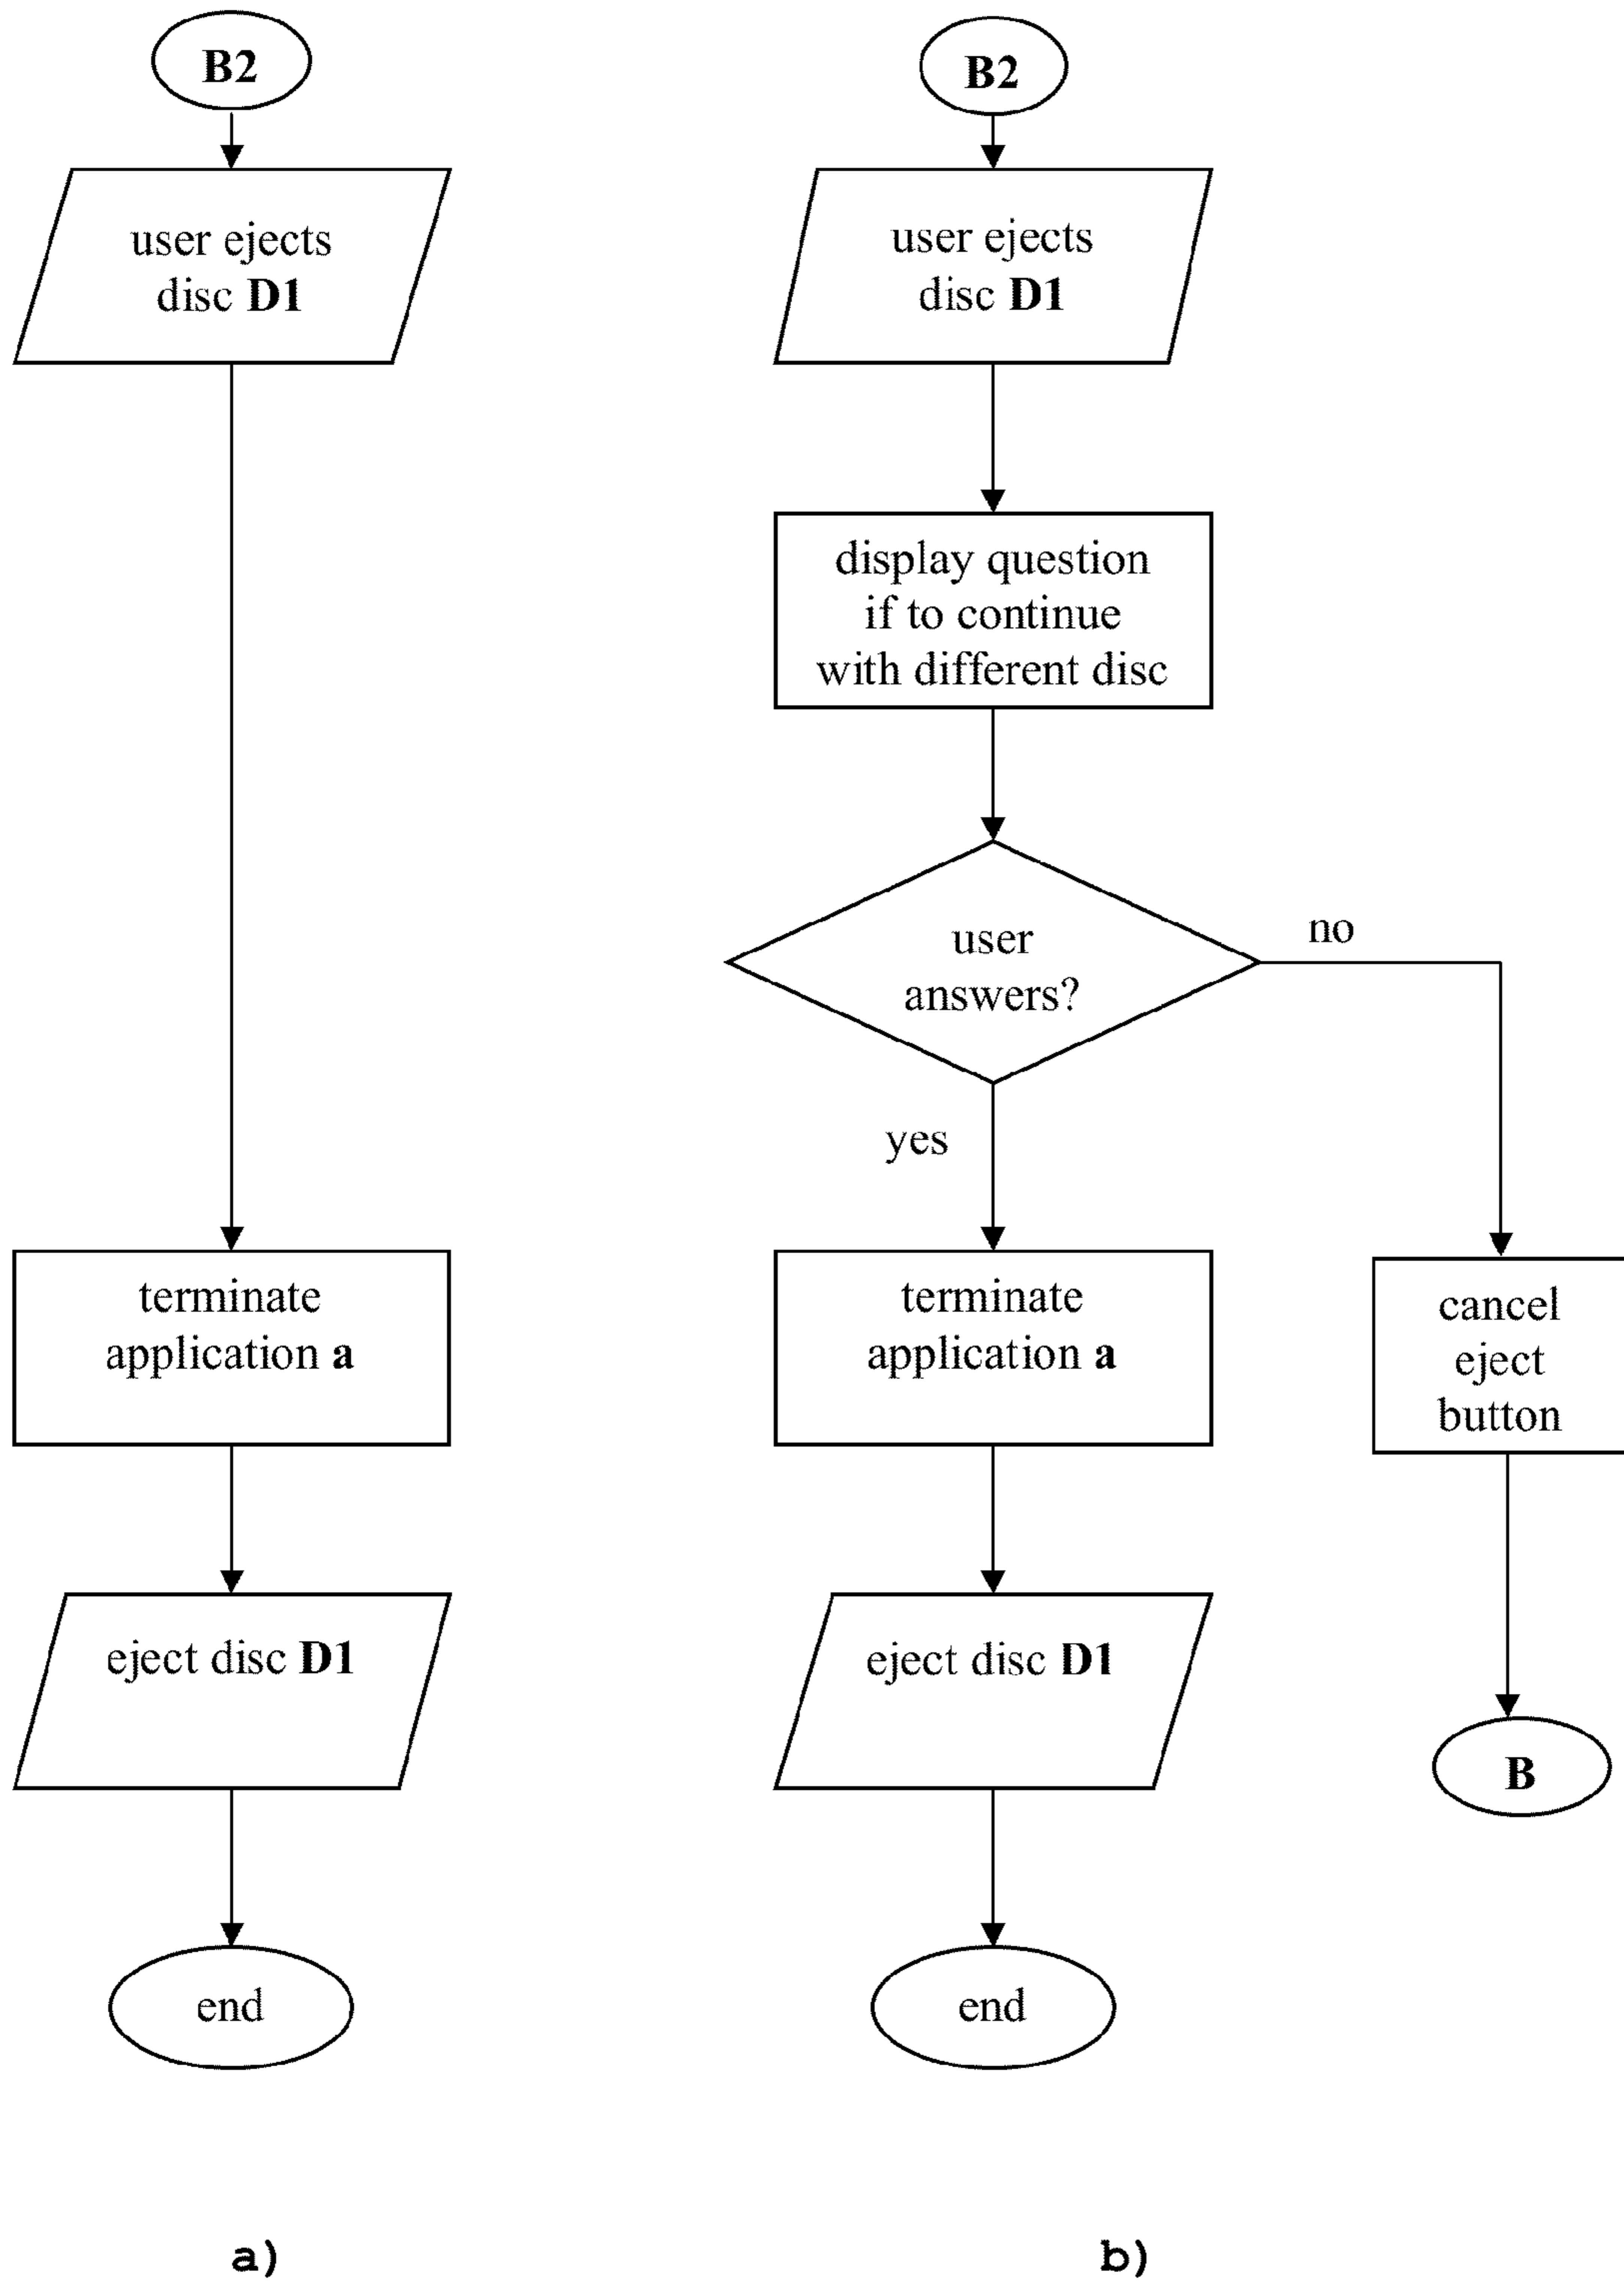 B2
user ejects
disc D1
terminate
application a
eject disc D1
end
a)
B2
user ejects
disc D1
display question
if to continue
with different disc
user
answers?
no
yes
terminate
application a
cancel
eject
button
eject disc D1
B
end
b)